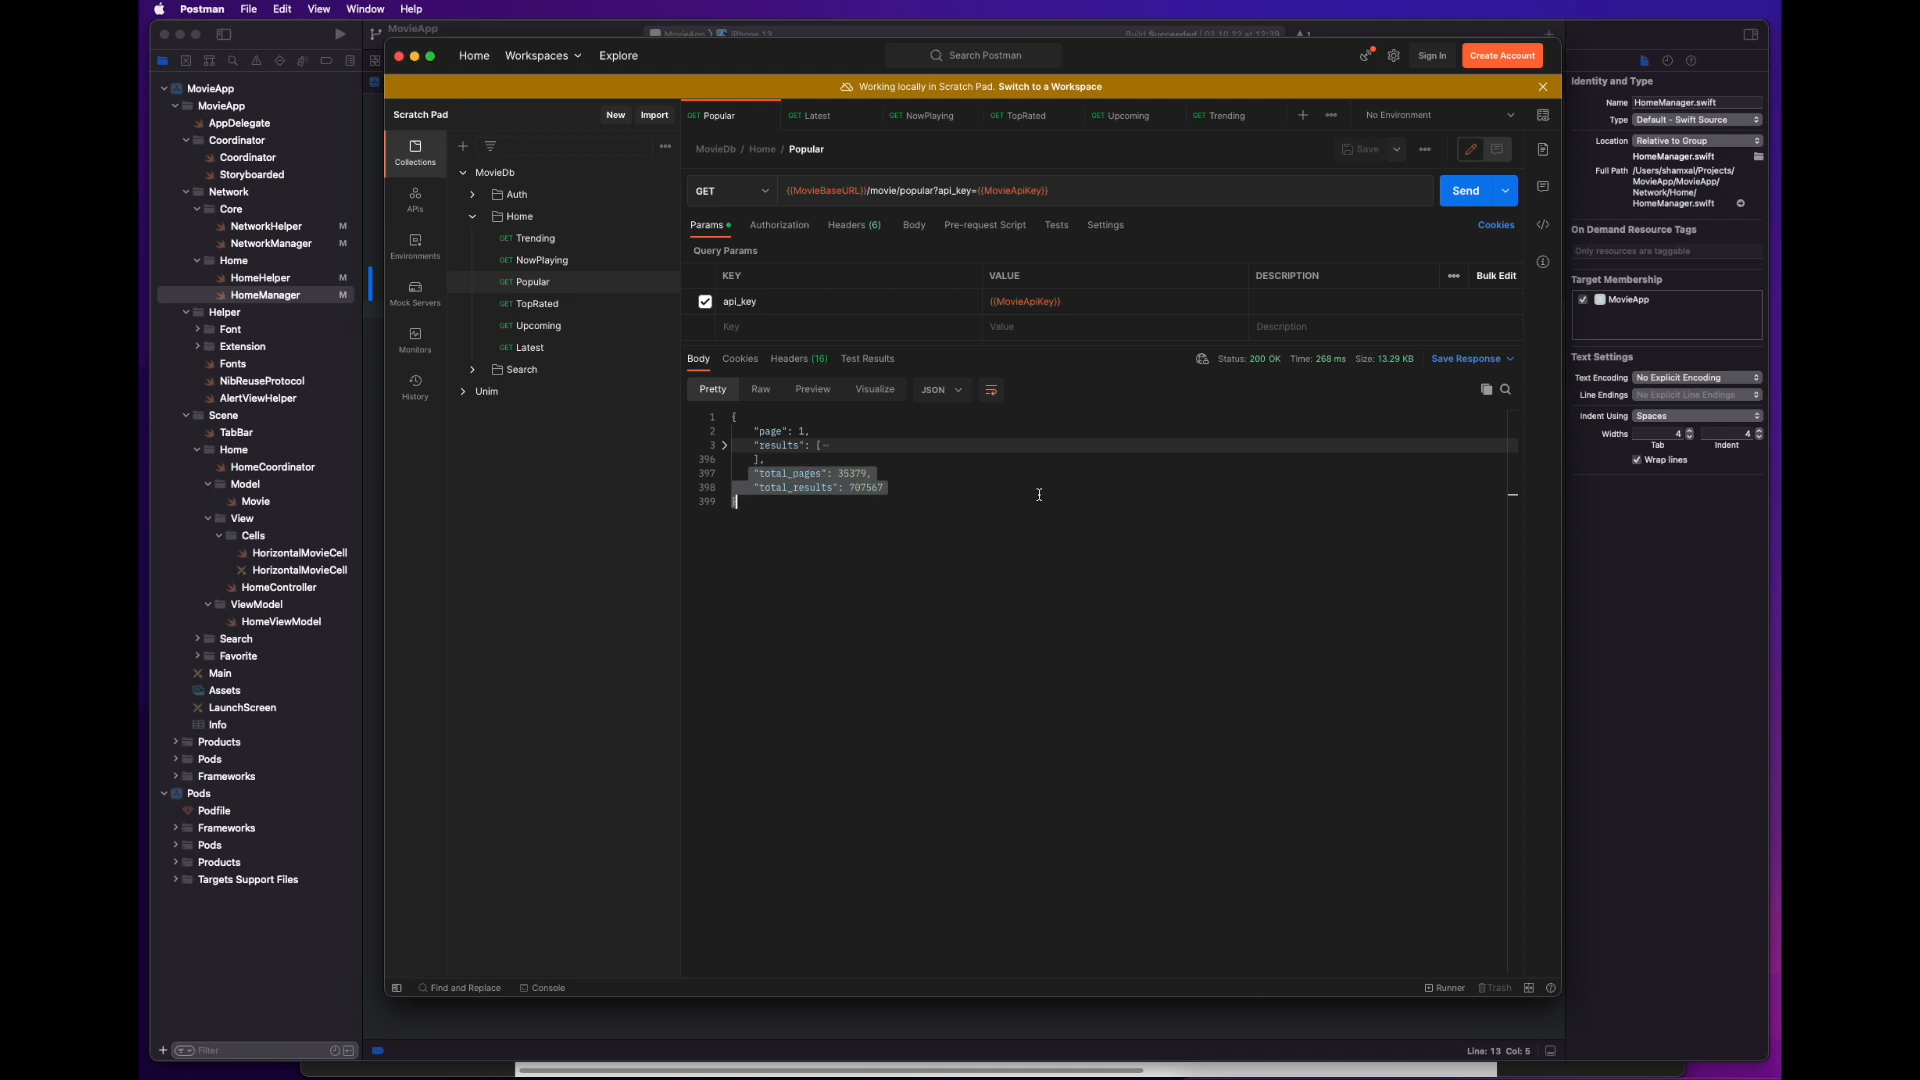 Postman File Edit View Window Help
MovieApp
MovieApp
AppDelegate
Coordinator
Coordinator
Storyboarded
Network
Core
NetworkHelper M
NetworkManager M
Home
HomeHelper M
HomeManager M
Helper
Font
Extension
Fonts
NibReuseProtocol
AlertViewHelper
Scene
TabBar
Home
HomeCoordinator
Model
Movie
View
Cells
HorizontalMovieCell
HorizontalMovieCell
HomeController
ViewModel
HomeViewModel
Search
Favorite
Main
Assets
LaunchScreen
Info
Products
Pods
Frameworks
Pods
Podfile
Frameworks
Pods
Products
Targets Support Files
Filter
MovieApp
Home Workspaces Explore
Search Postman
Sign In
Create Account
Working locally in Scratch Pad. Switch to a Workspace
Scratch Pad
New Import
Collections
APIs
Environments
Mock Servers
Monitors
History
MovieDb
Auth
Home
GET Trending
GET NowPlaying
GET Popular
GET TopRated
GET Upcoming
GET Latest
Search
Unim
GET Popular
GET Latest
GET NowPlaying
GET TopRated
GET Upcoming
GET Trending
No Environment
MovieDb / Home / Popular
Save
GET
{{MovieBaseURL}}/movie/popular?api_key={{MovieApiKey}}
Send
Params Authorization Headers (6) Body Pre-request Script Tests Settings
Cookies
Query Params
KEY VALUE DESCRIPTION
Bulk Edit
api_key {{MovieApiKey}}
Key Value Description
Body Cookies Headers (16) Test Results
Status: 200 OK Time: 268 ms Size: 13.29 KB
Save Response
Pretty Raw Preview Visualize JSON
1 {
2 "page": 1,
3 "results": [
396 ],
397 "total_pages": 35379,
398 "total_results": 707567
399 }
Find and Replace Console
Runner Trash
Line: 13 Col: 5
Identity and Type
Name HomeManager.swift
Type Default - Swift Source
Location Relative to Group
HomeManager.swift
Full Path /Users/shamxal/Projects/
MovieApp/MovieApp/
Network/Home/
HomeManager.swift
On Demand Resource Tags
Only resources are taggable
Target Membership
MovieApp
Text Settings
Text Encoding No Explicit Encoding
Line Endings No Explicit Line Endings
Indent Using Spaces
Widths 4 4
Tab Indent
Wrap lines